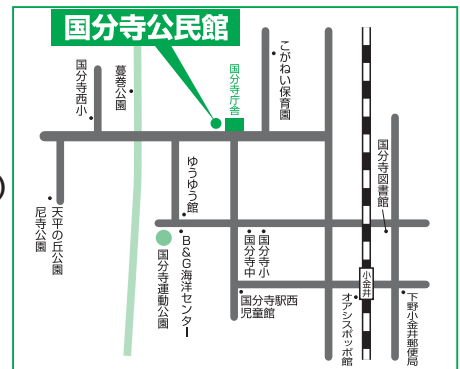 国分寺公民館
国分寺西小
蔓巻公園
国分寺庁舎
こがねい保育園
国分寺図書館
ゆうゆう館
天平の丘公園
尼寺公園
B&G海洋センター
国分寺運動公園
国分寺小
国分寺中
小金井
国分寺駅西
児童館
オアシスポッポ館
下野小金井郵便局